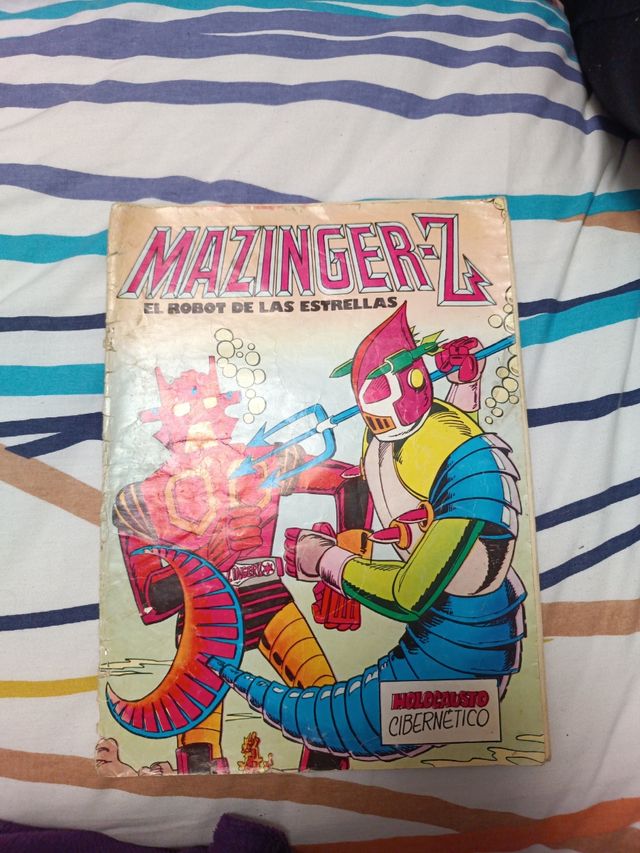 MAZINGER-Z
EL ROBOT DE LAS ESTRELLAS
HOLOCAUSTO
CIBERNÉTICO